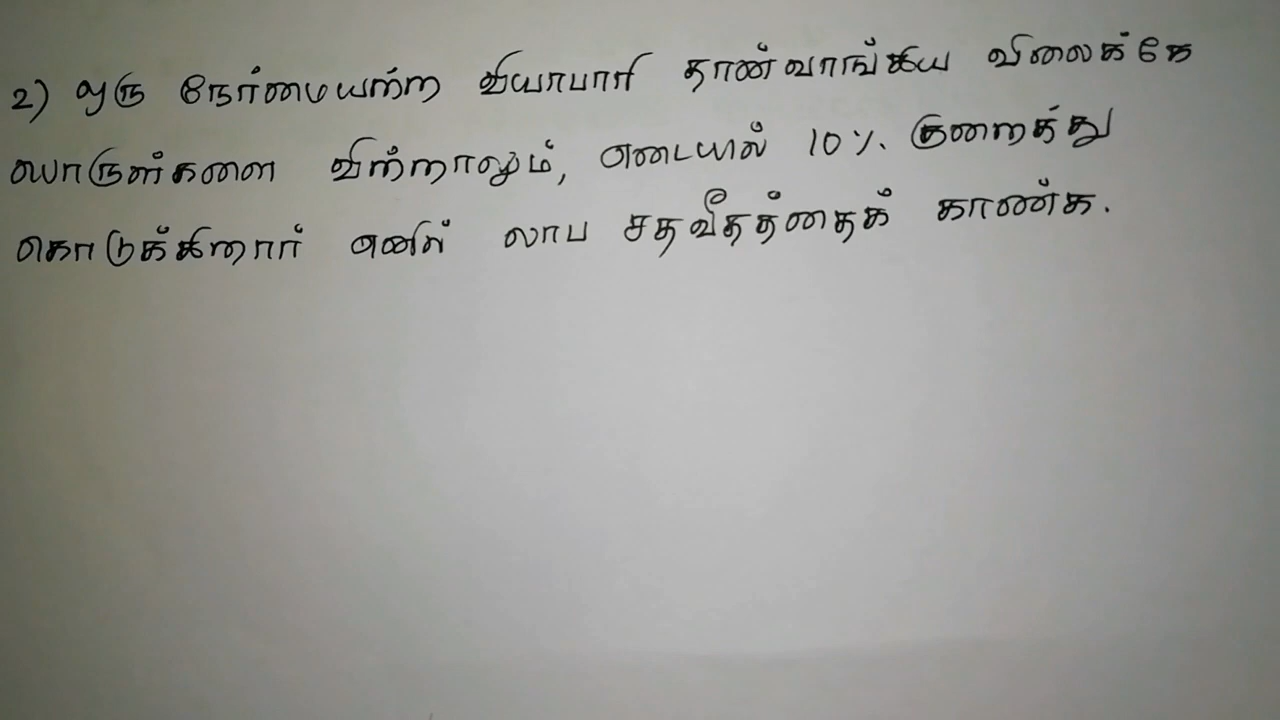 2) ஒரு நேர்மையற்ற வியாபாரி தான்வாங்கிய விலைக்கே
பொருள்களை விற்றாலும், எடையில் 10%. குறைத்து
கொடுக்கிறார் எனில் லாப சதவீதத்தைக் காண்க.